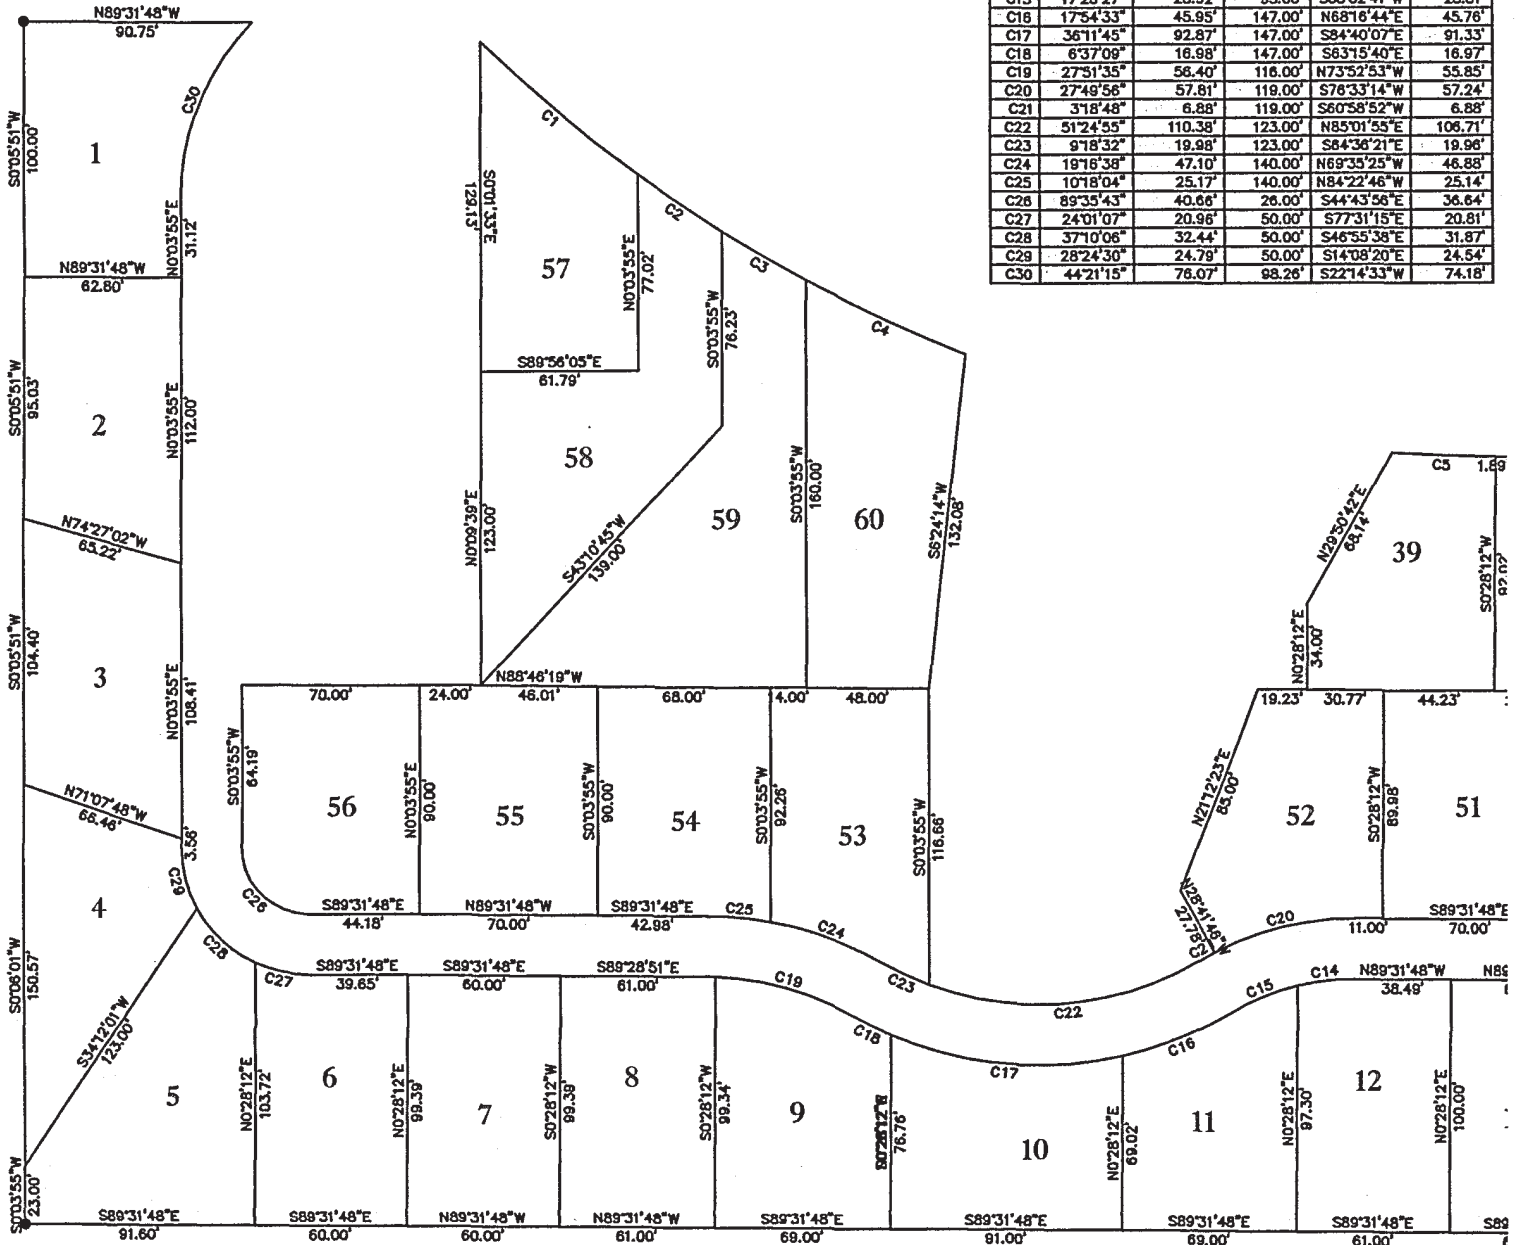 C16 17°54'33" 45.95' 147.00' N68°16'44"E 45.76'
C17 36°11'45" 92.87' 147.00' S84°40'07"E 91.33'
C18 6°37'09" 16.98' 147.00' S63°15'40"E 16.97'
C19 27°51'35" 56.40' 116.00' N73°52'53"W 55.85'
C20 27°49'56" 57.81' 119.00' S76°33'14"W 57.24'
C21 3°18'48" 6.88' 119.00' S60°58'52"W 6.88'
C22 51°24'55" 110.38' 123.00' N85°01'55"E 106.71'
C23 9°18'32" 19.98' 123.00' S64°36'21"E 19.96'
C24 19°16'38" 47.10' 140.00' N69°35'25"W 46.88'
C25 10°18'04" 25.17' 140.00' N84°22'46"W 25.14'
C26 89°35'43" 40.66' 26.00' S44°43'56"E 36.64'
C27 24°01'07" 20.96' 50.00' S77°31'15"E 20.81'
C28 37°10'06" 32.44' 50.00' S46°55'38"E 31.87'
C29 28°24'30" 24.79' 50.00' S14°08'20"E 24.54'
C30 44°21'15" 76.07' 98.26' S22°14'33"W 74.18'
N89°31'48"W
90.75'
C30
S0°05'51"W
100.00'
1
N0°03'55"E
31.12'
N89°31'48"W
62.80'
S0°05'51"W
95.03'
2
N0°03'55"E
112.00'
N74°27'02"W
65.22'
S0°05'51"W
104.40'
3
N0°03'55"E
108.41'
N71°07'48"W
66.46'
3.56'
C29
4
S0°06'01"W
150.57'
S34°12'01"W
123.00'
S0°03'55"W
23.00'
C1
S0°01'33"E
129.13'
57
N0°03'55"E
77.02'
C2
S89°56'05"E
61.79'
C3
S0°03'55"W
76.23'
C4
58
N0°09'39"E
123.00'
S43°10'45"W
139.00'
59
S0°03'55"W
160.00'
60
S6°24'14"W
132.08'
C5 1.89
N29°50'42"E
68.14'
39
S0°28'12"W
92.02'
N0°28'12"E
34.00'
N88°46'19"W
70.00' 24.00' 46.01' 68.00' 14.00' 48.00'
19.23' 30.77' 44.23'
S0°03'55"W
64.19'
56
N0°03'55"E
90.00'
55
S0°03'55"W
90.00'
54
S0°03'55"W
92.26'
53
S0°03'55"W
116.66'
N21°12'23"E
85.00'
52
S0°28'12"W
89.98'
51
N28°41'46"W
27.78'
C21
C20
11.00'
S89°31'48"E
70.00'
C26
S89°31'48"E
44.18'
N89°31'48"W
70.00'
S89°31'48"E
42.98'
C25
C24
C23
C22
C28
C27
S89°31'48"E
39.65'
S89°31'48"E
60.00'
S89°28'51"E
61.00'
C19
C18
C17
C16
C15
C14
N89°31'48"W
38.49'
N89
5
N0°28'12"E
103.72'
6
N0°28'12"E
99.39'
7
S0°28'12"W
99.39'
8
S0°28'12"W
99.34'
9
76.76'
10
N0°28'12"E
69.02'
11
N0°28'12"E
97.30'
12
N0°28'12"E
100.00'
S89°31'48"E
91.60'
S89°31'48"E
60.00'
N89°31'48"W
60.00'
N89°31'48"W
61.00'
S89°31'48"E
69.00'
S89°31'48"E
91.00'
S89°31'48"E
69.00'
S89°31'48"E
61.00'
S89